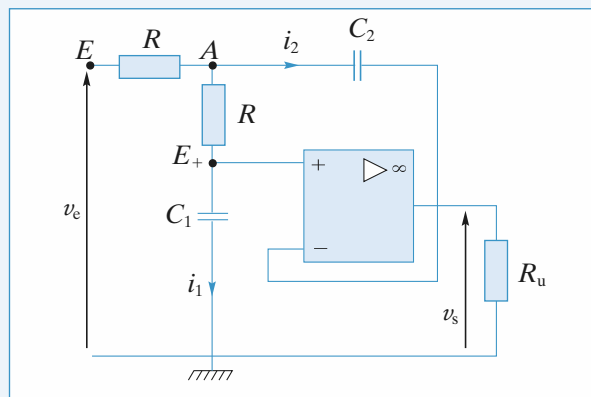 E R A i₂ C₂
R
E₊ + ▷ ∞
vₑ C₁
−
i₁ vₛ Rᵤ